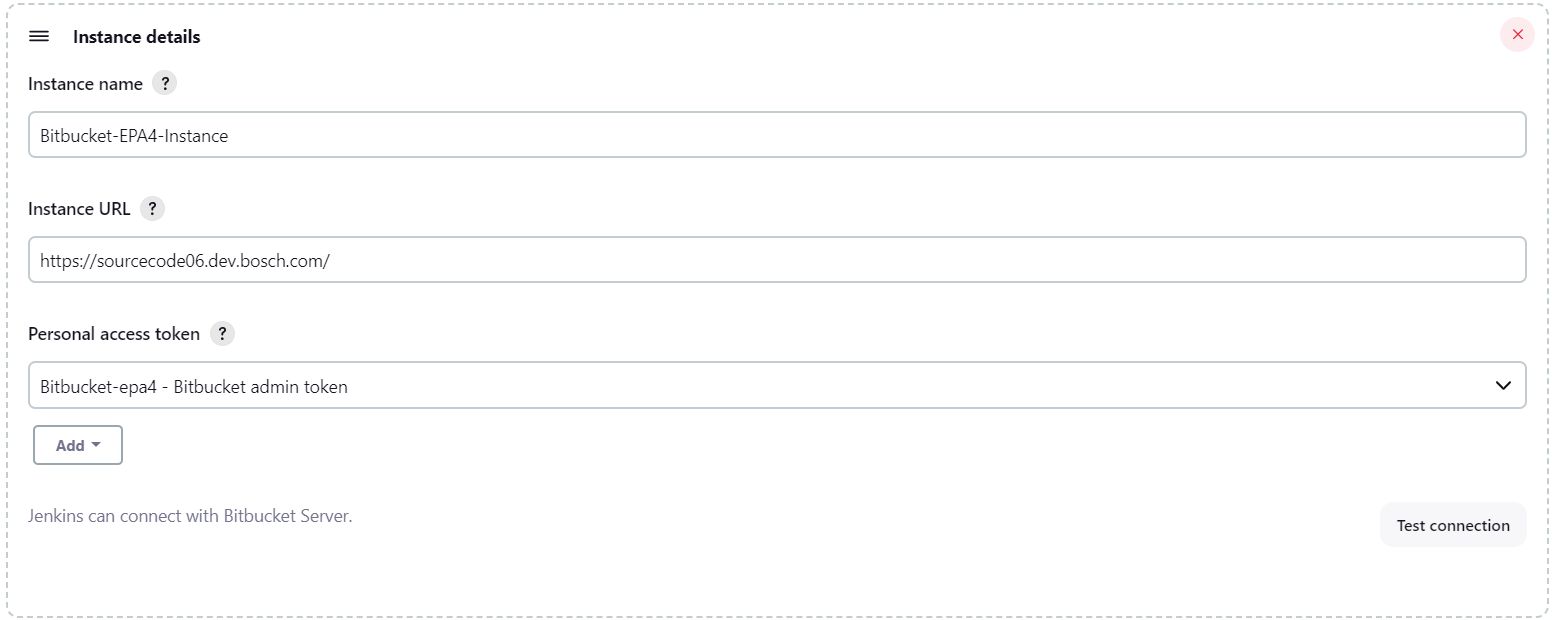 Instance details
Instance name ?
Bitbucket-EPA4-Instance
Instance URL ?
https://sourcecode06.dev.bosch.com/
Personal access token ?
Bitbucket-epa4 - Bitbucket admin token
Add
Jenkins can connect with Bitbucket Server.
Test connection